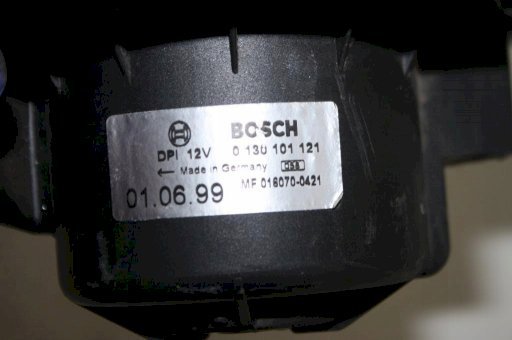 BOSCH
DPI 12V 0 130 101 121
← Made in Germany
MF 016070-0421
01.06.99